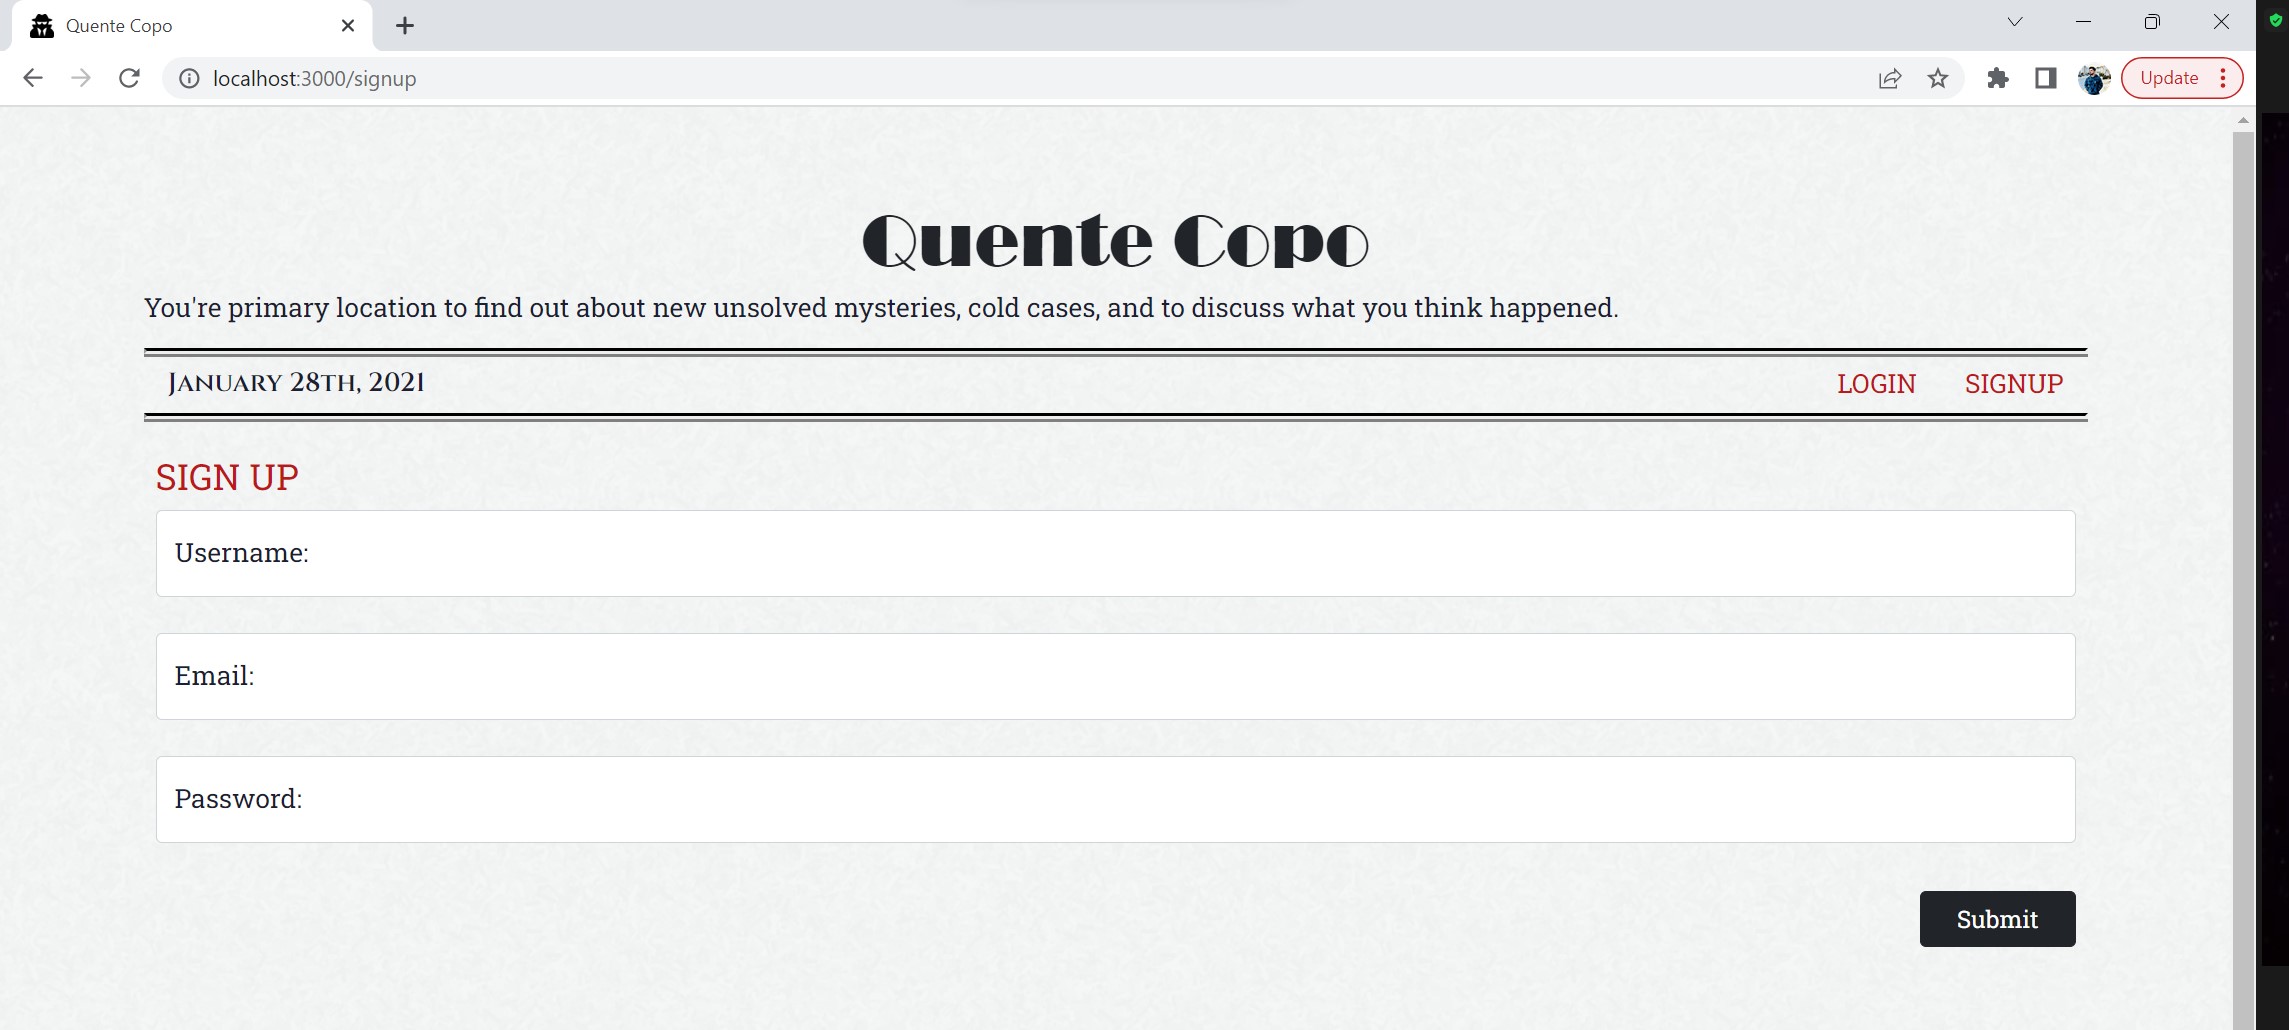 Quente Copo
localhost:3000/signup
Update
Quente Copo
You're primary location to find out about new unsolved mysteries, cold cases, and to discuss what you think happened.
January 28th, 2021
LOGIN SIGNUP
SIGN UP
Username:
Email:
Password:
Submit